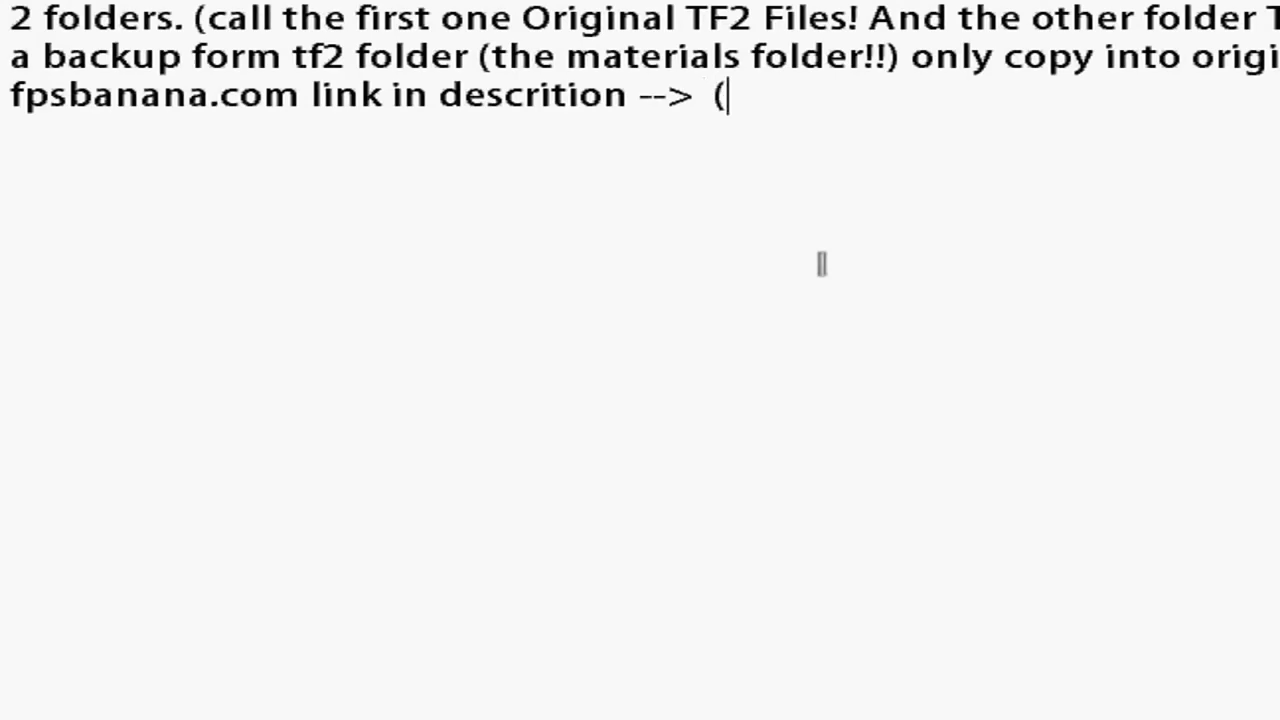 2 folders. (call the first one Original TF2 Files! And the other folder
a backup form tf2 folder (the materials folder!!) only copy into
fpsbanana.com link in descrition --> (